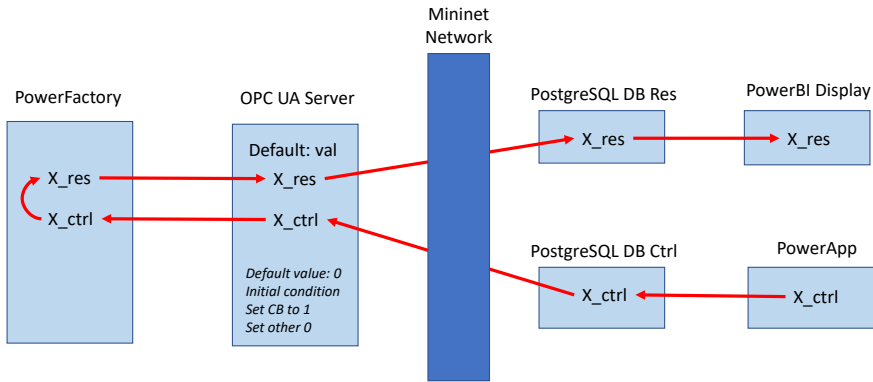 Mininet
Network
PowerFactory
OPC UA Server
PostgreSQL DB Res
PowerBI Display
Default: val
X_res
X_res
X_res
X_res
X_ctrl
X_ctrl
PostgreSQL DB Ctrl
PowerApp
Default value: 0
Initial condition
Set CB to 1
Set other 0
X_ctrl
X_ctrl